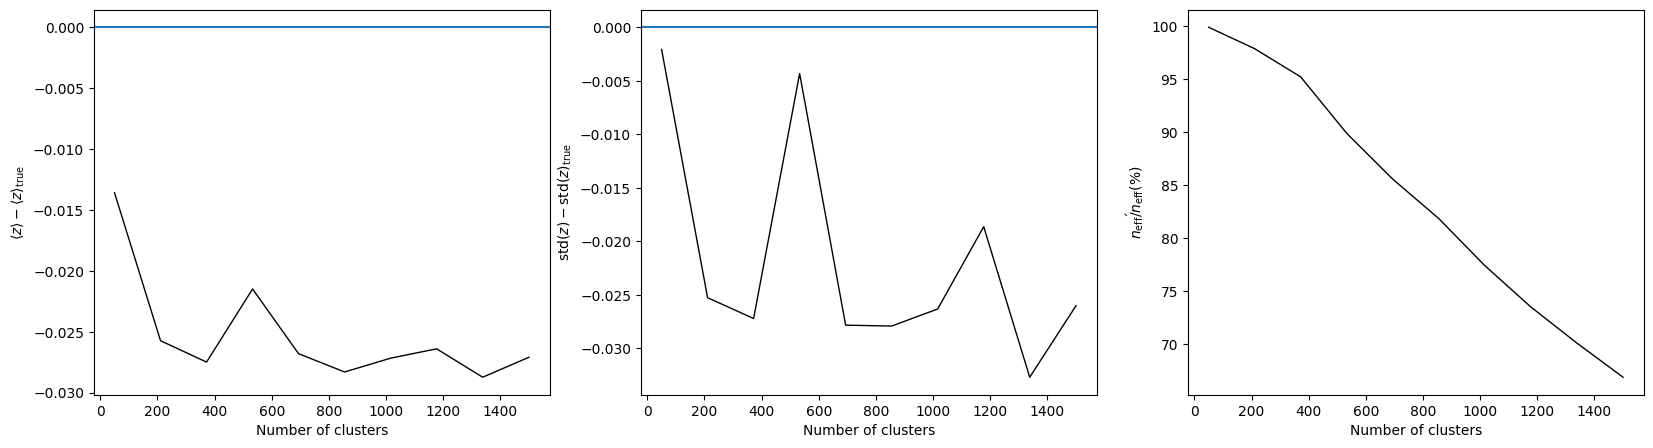 0.000
−0.005
−0.010
−0.015
−0.020
−0.025
−0.030
⟨z⟩ − ⟨z⟩true
0 200 400 600 800 1000 1200 1400
Number of clusters
0.000
−0.005
−0.010
−0.015
−0.020
−0.025
−0.030
std(z) − std(z)true
0 200 400 600 800 1000 1200 1400
Number of clusters
100
95
90
85
80
75
70
n′eff/neff(%)
0 200 400 600 800 1000 1200 1400
Number of clusters